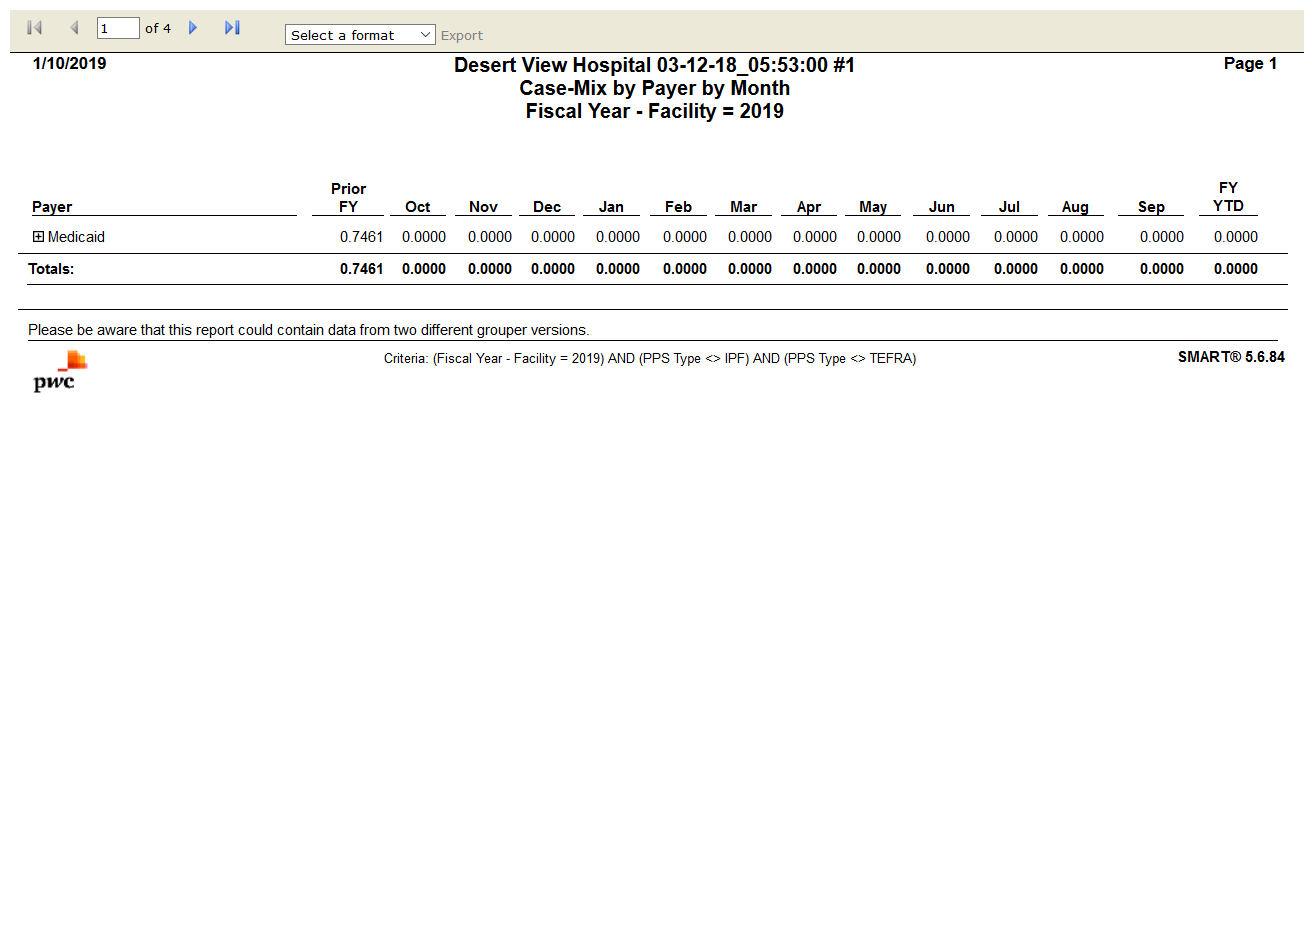 1 of 4 Select a format Export
1/10/2019 Desert View Hospital 03-12-18_05:53:00 #1 Page 1
Case-Mix by Payer by Month
Fiscal Year - Facility = 2019
Prior FY
Payer FY Oct Nov Dec Jan Feb Mar Apr May Jun Jul Aug Sep YTD
Medicaid 0.7461 0.0000 0.0000 0.0000 0.0000 0.0000 0.0000 0.0000 0.0000 0.0000 0.0000 0.0000 0.0000 0.0000
Totals: 0.7461 0.0000 0.0000 0.0000 0.0000 0.0000 0.0000 0.0000 0.0000 0.0000 0.0000 0.0000 0.0000 0.0000
Please be aware that this report could contain data from two different grouper versions.
Criteria: (Fiscal Year - Facility = 2019) AND (PPS Type <> IPF) AND (PPS Type <> TEFRA) SMART® 5.6.84
pwc